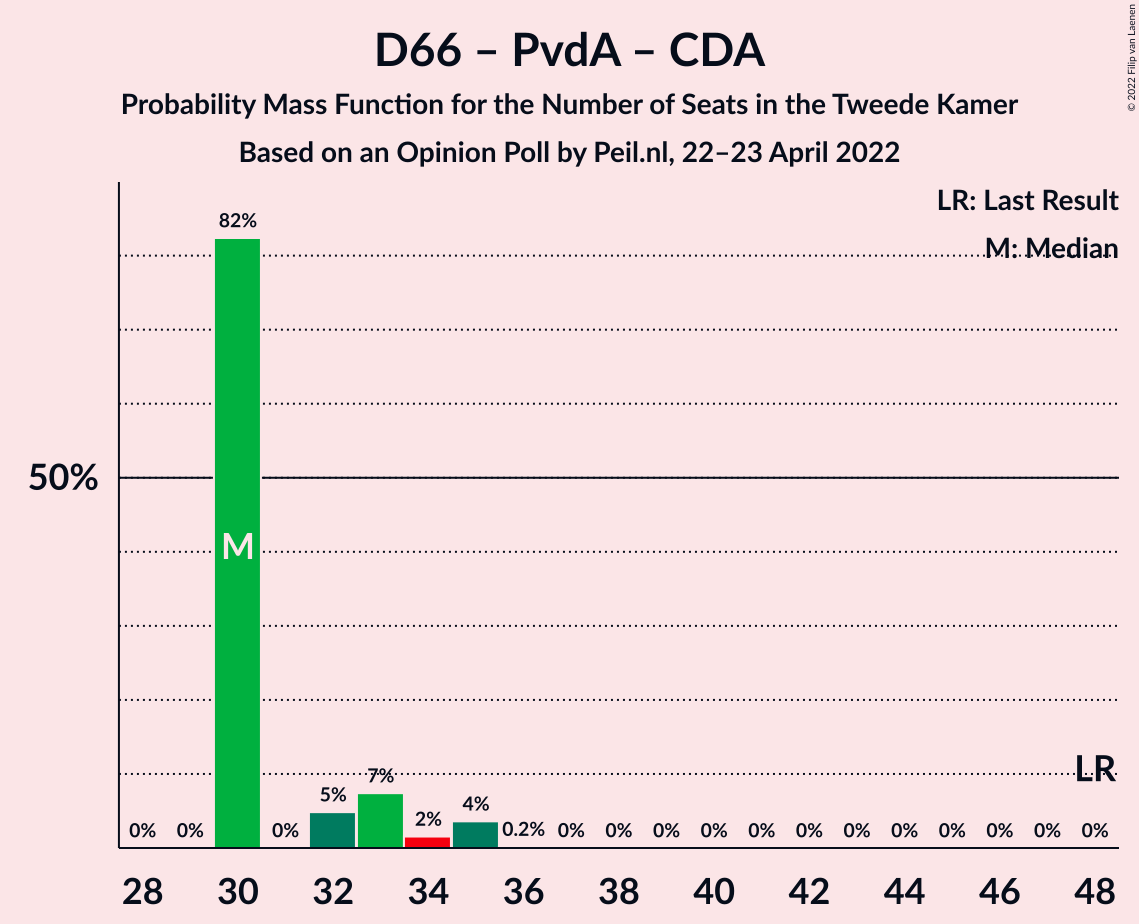 D66 – PvdA – CDA
Probability Mass Function for the Number of Seats in the Tweede Kamer
Based on an Opinion Poll by Peil.nl, 22–23 April 2022
© 2022 Filip van Laenen
LR: Last Result
M: Median
50%
82%
M
7%
5%
4%
2%
LR
0% 0% 0% 0.2% 0% 0% 0% 0% 0% 0% 0% 0% 0% 0% 0% 0%
28 30 32 34 36 38 40 42 44 46 48